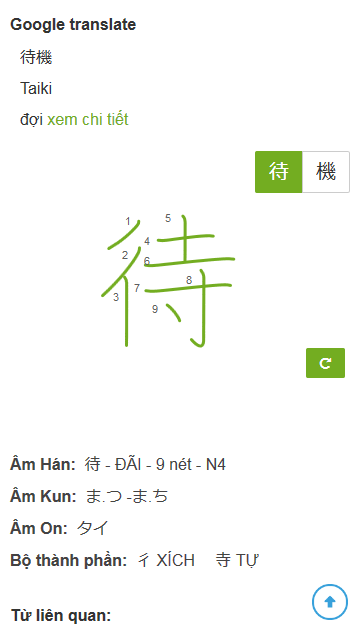 Google translate
待機
Taiki
đợi xem chi tiết
待 機
1
5
4
2
6
7
8
3
9
Âm Hán: 待 - ĐÃI - 9 nét - N4
Âm Kun: ま.つ -ま.ち
Âm On: タイ
Bộ thành phần: 彳 XÍCH 寺 TỰ
Từ liên quan: